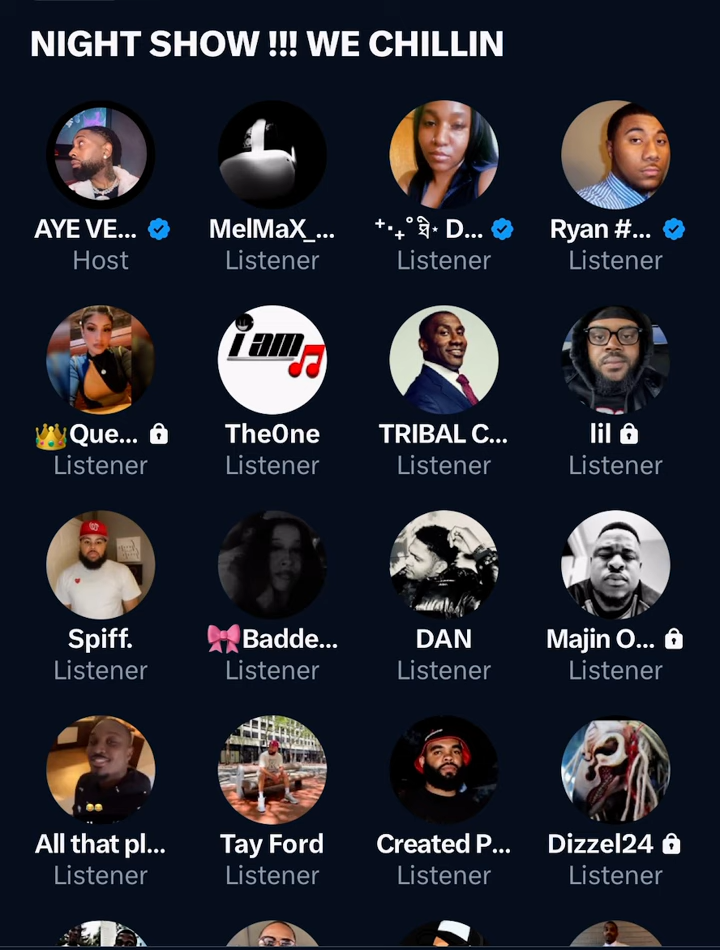 NIGHT SHOW !!! WE CHILLIN
AYE VE... MelMaX_... ⁺‧₊˚ ཐི⋆ D... Ryan #...
Host Listener Listener Listener
i am
👑Que... TheOne TRIBAL C... lil
Listener Listener Listener Listener
Spiff. 🎀Badde... DAN Majin O...
Listener Listener Listener Listener
All that pl... Tay Ford Created P... Dizzel24
Listener Listener Listener Listener